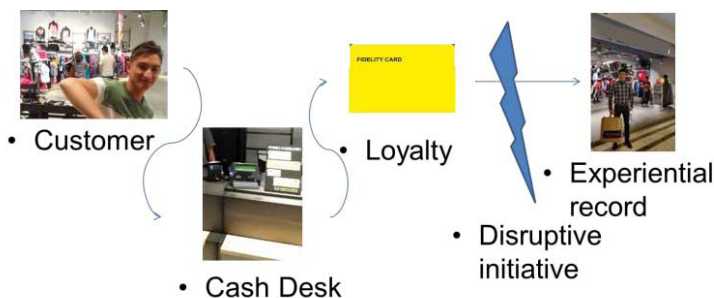 FIDELITY CARD
• Customer
• Loyalty
• Experiential
record
• Disruptive
initiative
• Cash Desk